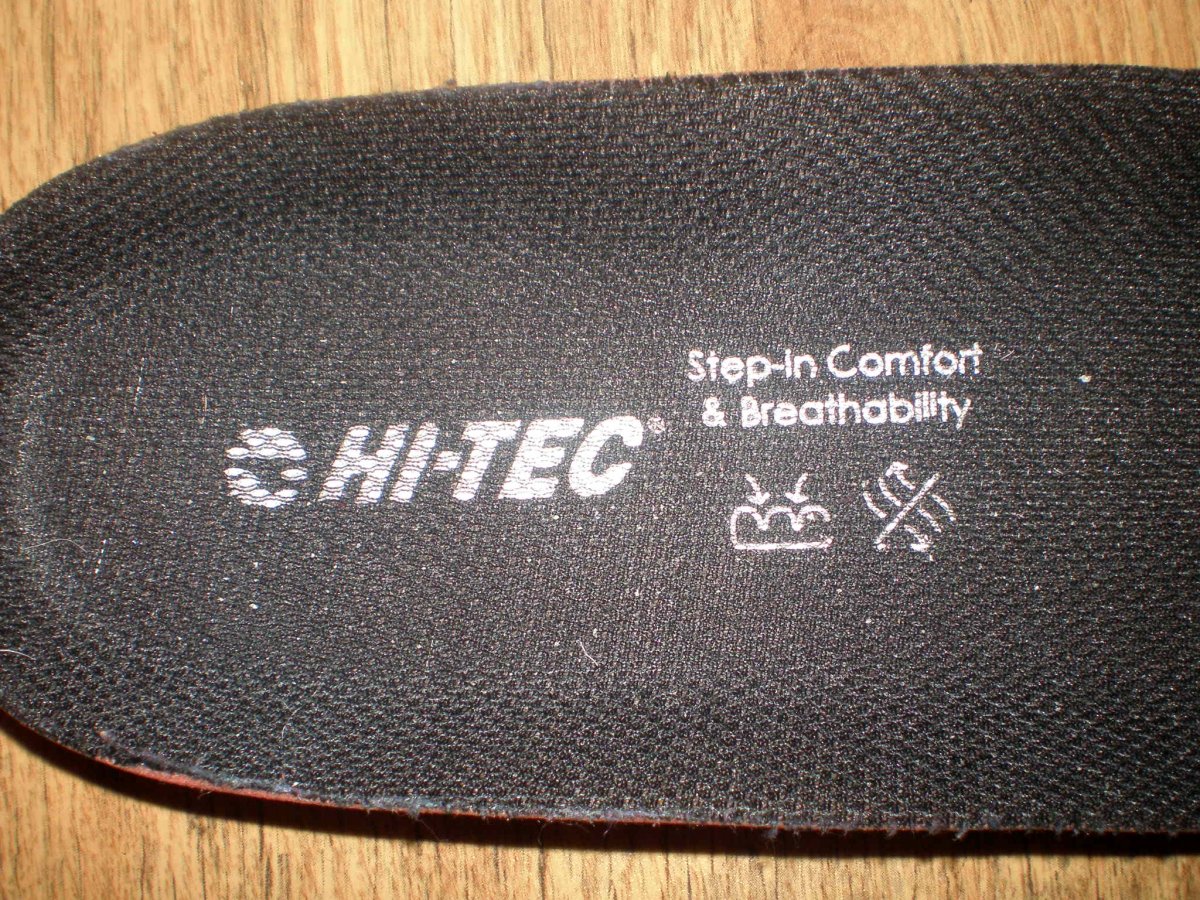 HI-TEC®
Step-in Comfort
& Breathability